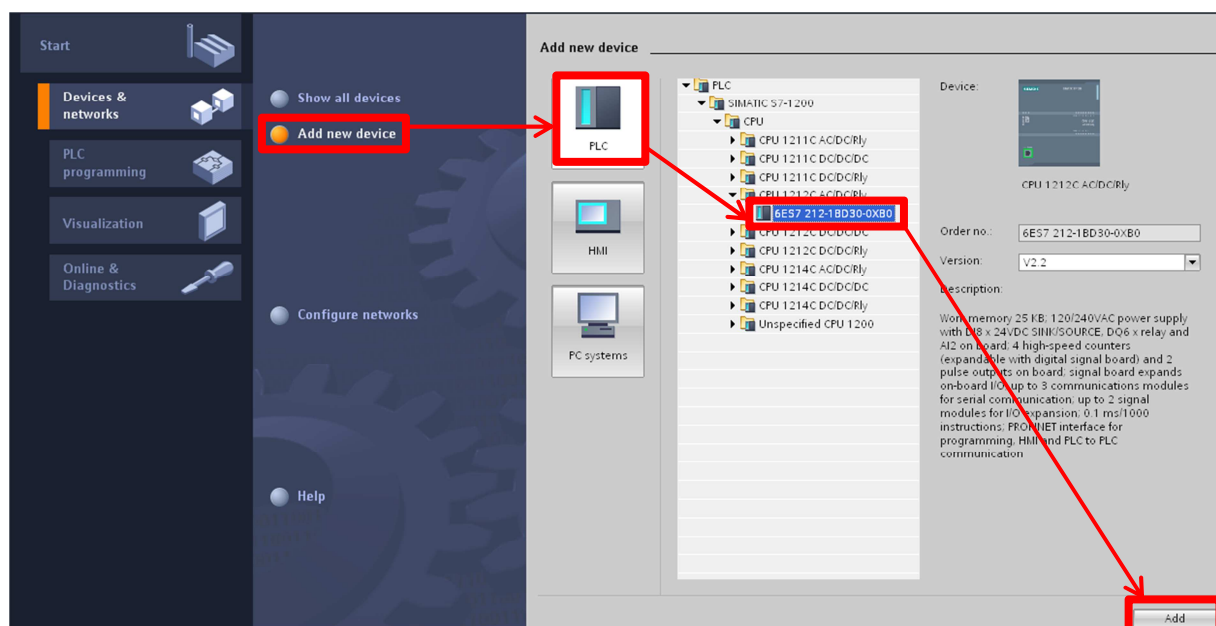 Start
Devices &
networks
PLC
programming
Visualization
Online &
Diagnostics
Show all devices
Add new device
Configure networks
Help
Add new device
PLC
HMI
PC systems
PLC
SIMATIC S7-1200
CPU
CPU 1211C AC/DC/Rly
CPU 1211C DC/DC/DC
CPU 1211C DC/DC/Rly
CPU 1212C AC/DC/Rly
6ES7 212-1BD30-0XB0
CPU 1212C DC/DC/DC
CPU 1212C DC/DC/Rly
CPU 1214C AC/DC/Rly
CPU 1214C DC/DC/DC
CPU 1214C DC/DC/Rly
Unspecified CPU 1200
Device:
CPU 1212C AC/DC/Rly
Order no.: 6ES7 212-1BD30-0XB0
Version: V2.2
Description:
Work memory 25 KB; 120/240VAC power supply
with DI8 x 24VDC SINK/SOURCE, DQ6 x relay and
AI2 on board; 4 high-speed counters
(expandable with digital signal board) and 2
pulse outputs on board; signal board expands
on-board I/O; up to 3 communications modules
for serial communication; up to 2 signal
modules for I/O expansion; 0.1 ms/1000
instructions; PROFINET interface for
programming, HMI and PLC to PLC
communication
Add